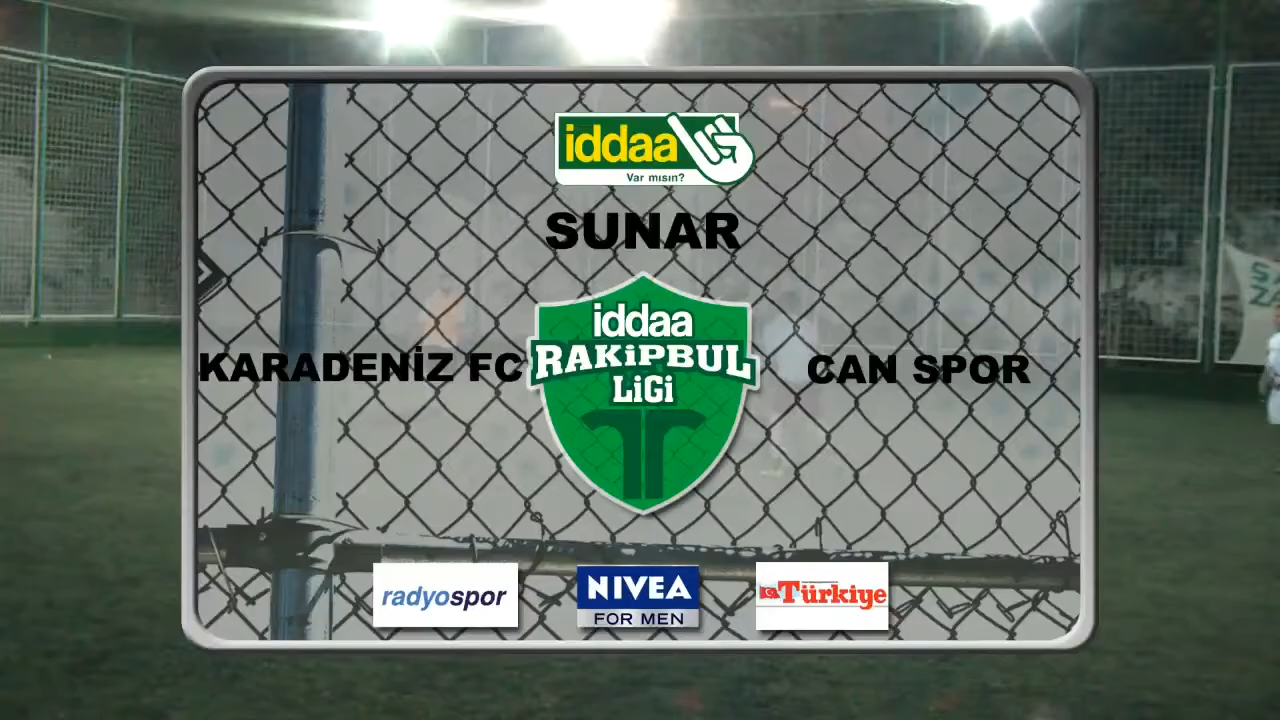 iddaa
Var mısın?
SUNAR
iddaa
RAKiPBUL
LiGi
KARADENİZ FC
CAN SPOR
radyospor
NIVEA
FOR MEN
Türkiye